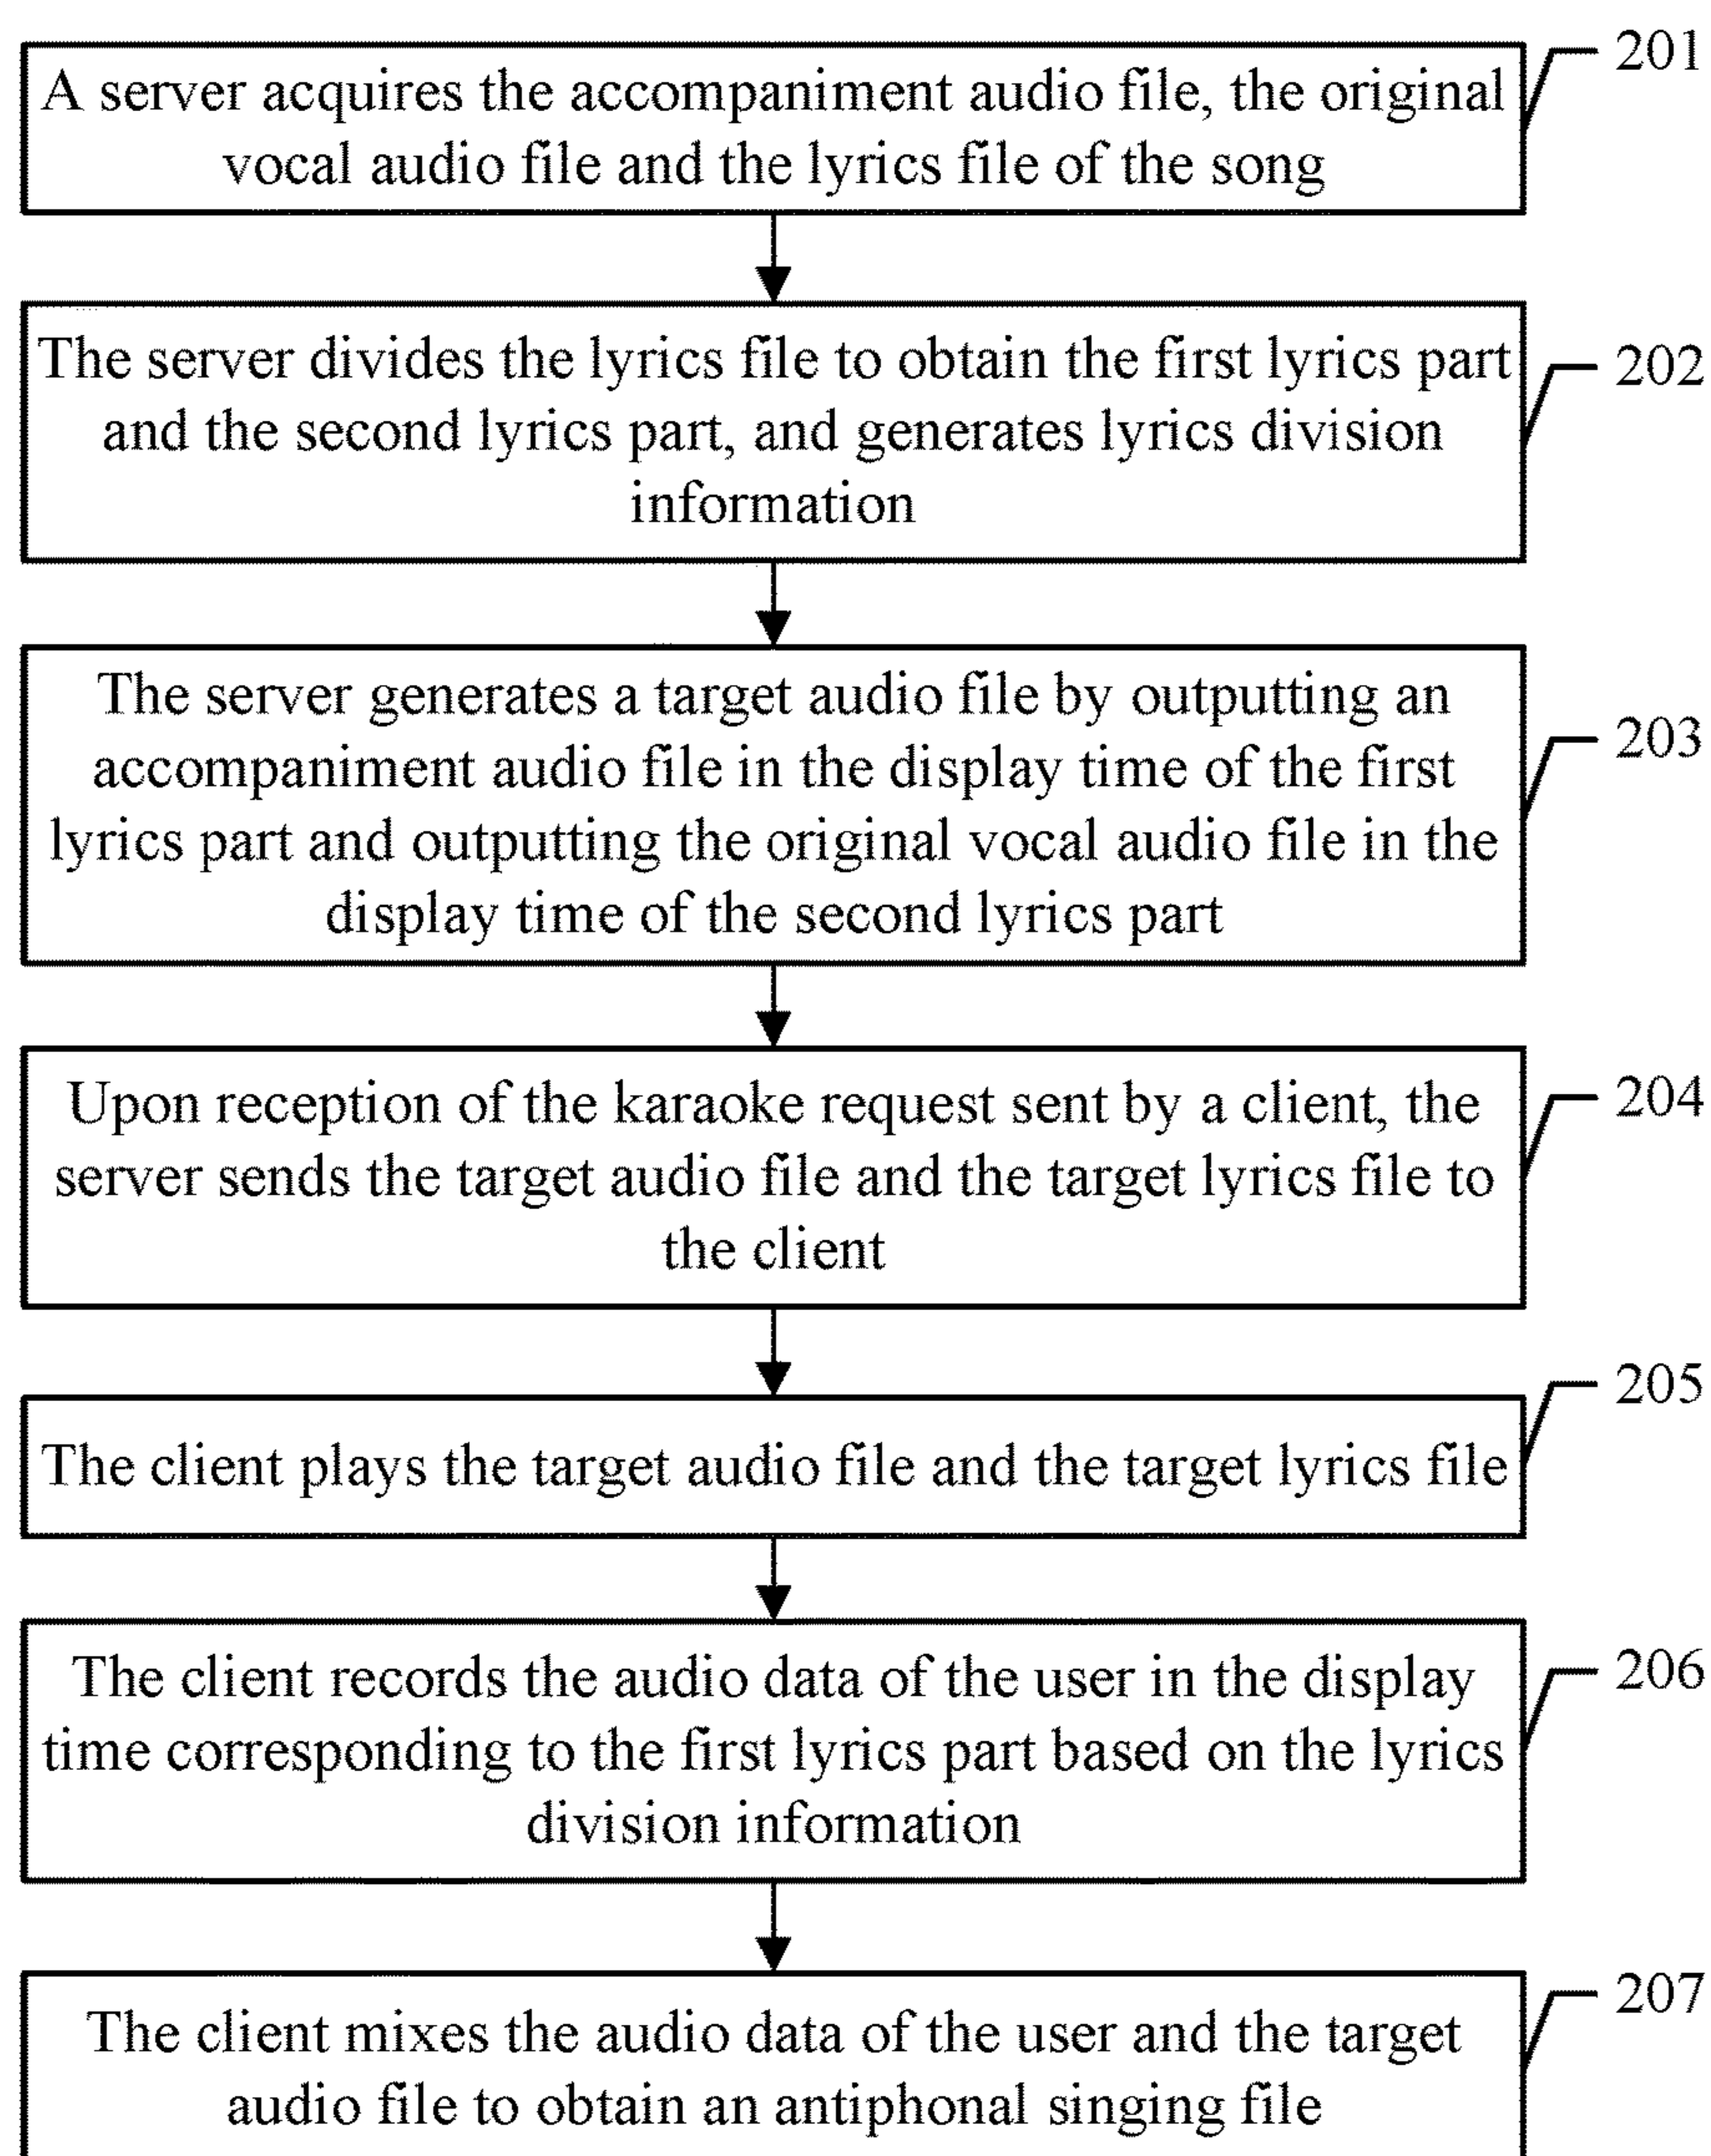 201
A server acquires the accompaniment audio file, the original
vocal audio file and the lyrics file of the song
202
The server divides the lyrics file to obtain the first lyrics part
and the second lyrics part, and generates lyrics division
information
203
The server generates a target audio file by outputting an
accompaniment audio file in the display time of the first
lyrics part and outputting the original vocal audio file in the
display time of the second lyrics part
204
Upon reception of the karaoke request sent by a client, the
server sends the target audio file and the target lyrics file to
the client
205
The client plays the target audio file and the target lyrics file
206
The client records the audio data of the user in the display
time corresponding to the first lyrics part based on the lyrics
division information
207
The client mixes the audio data of the user and the target
audio file to obtain an antiphonal singing file